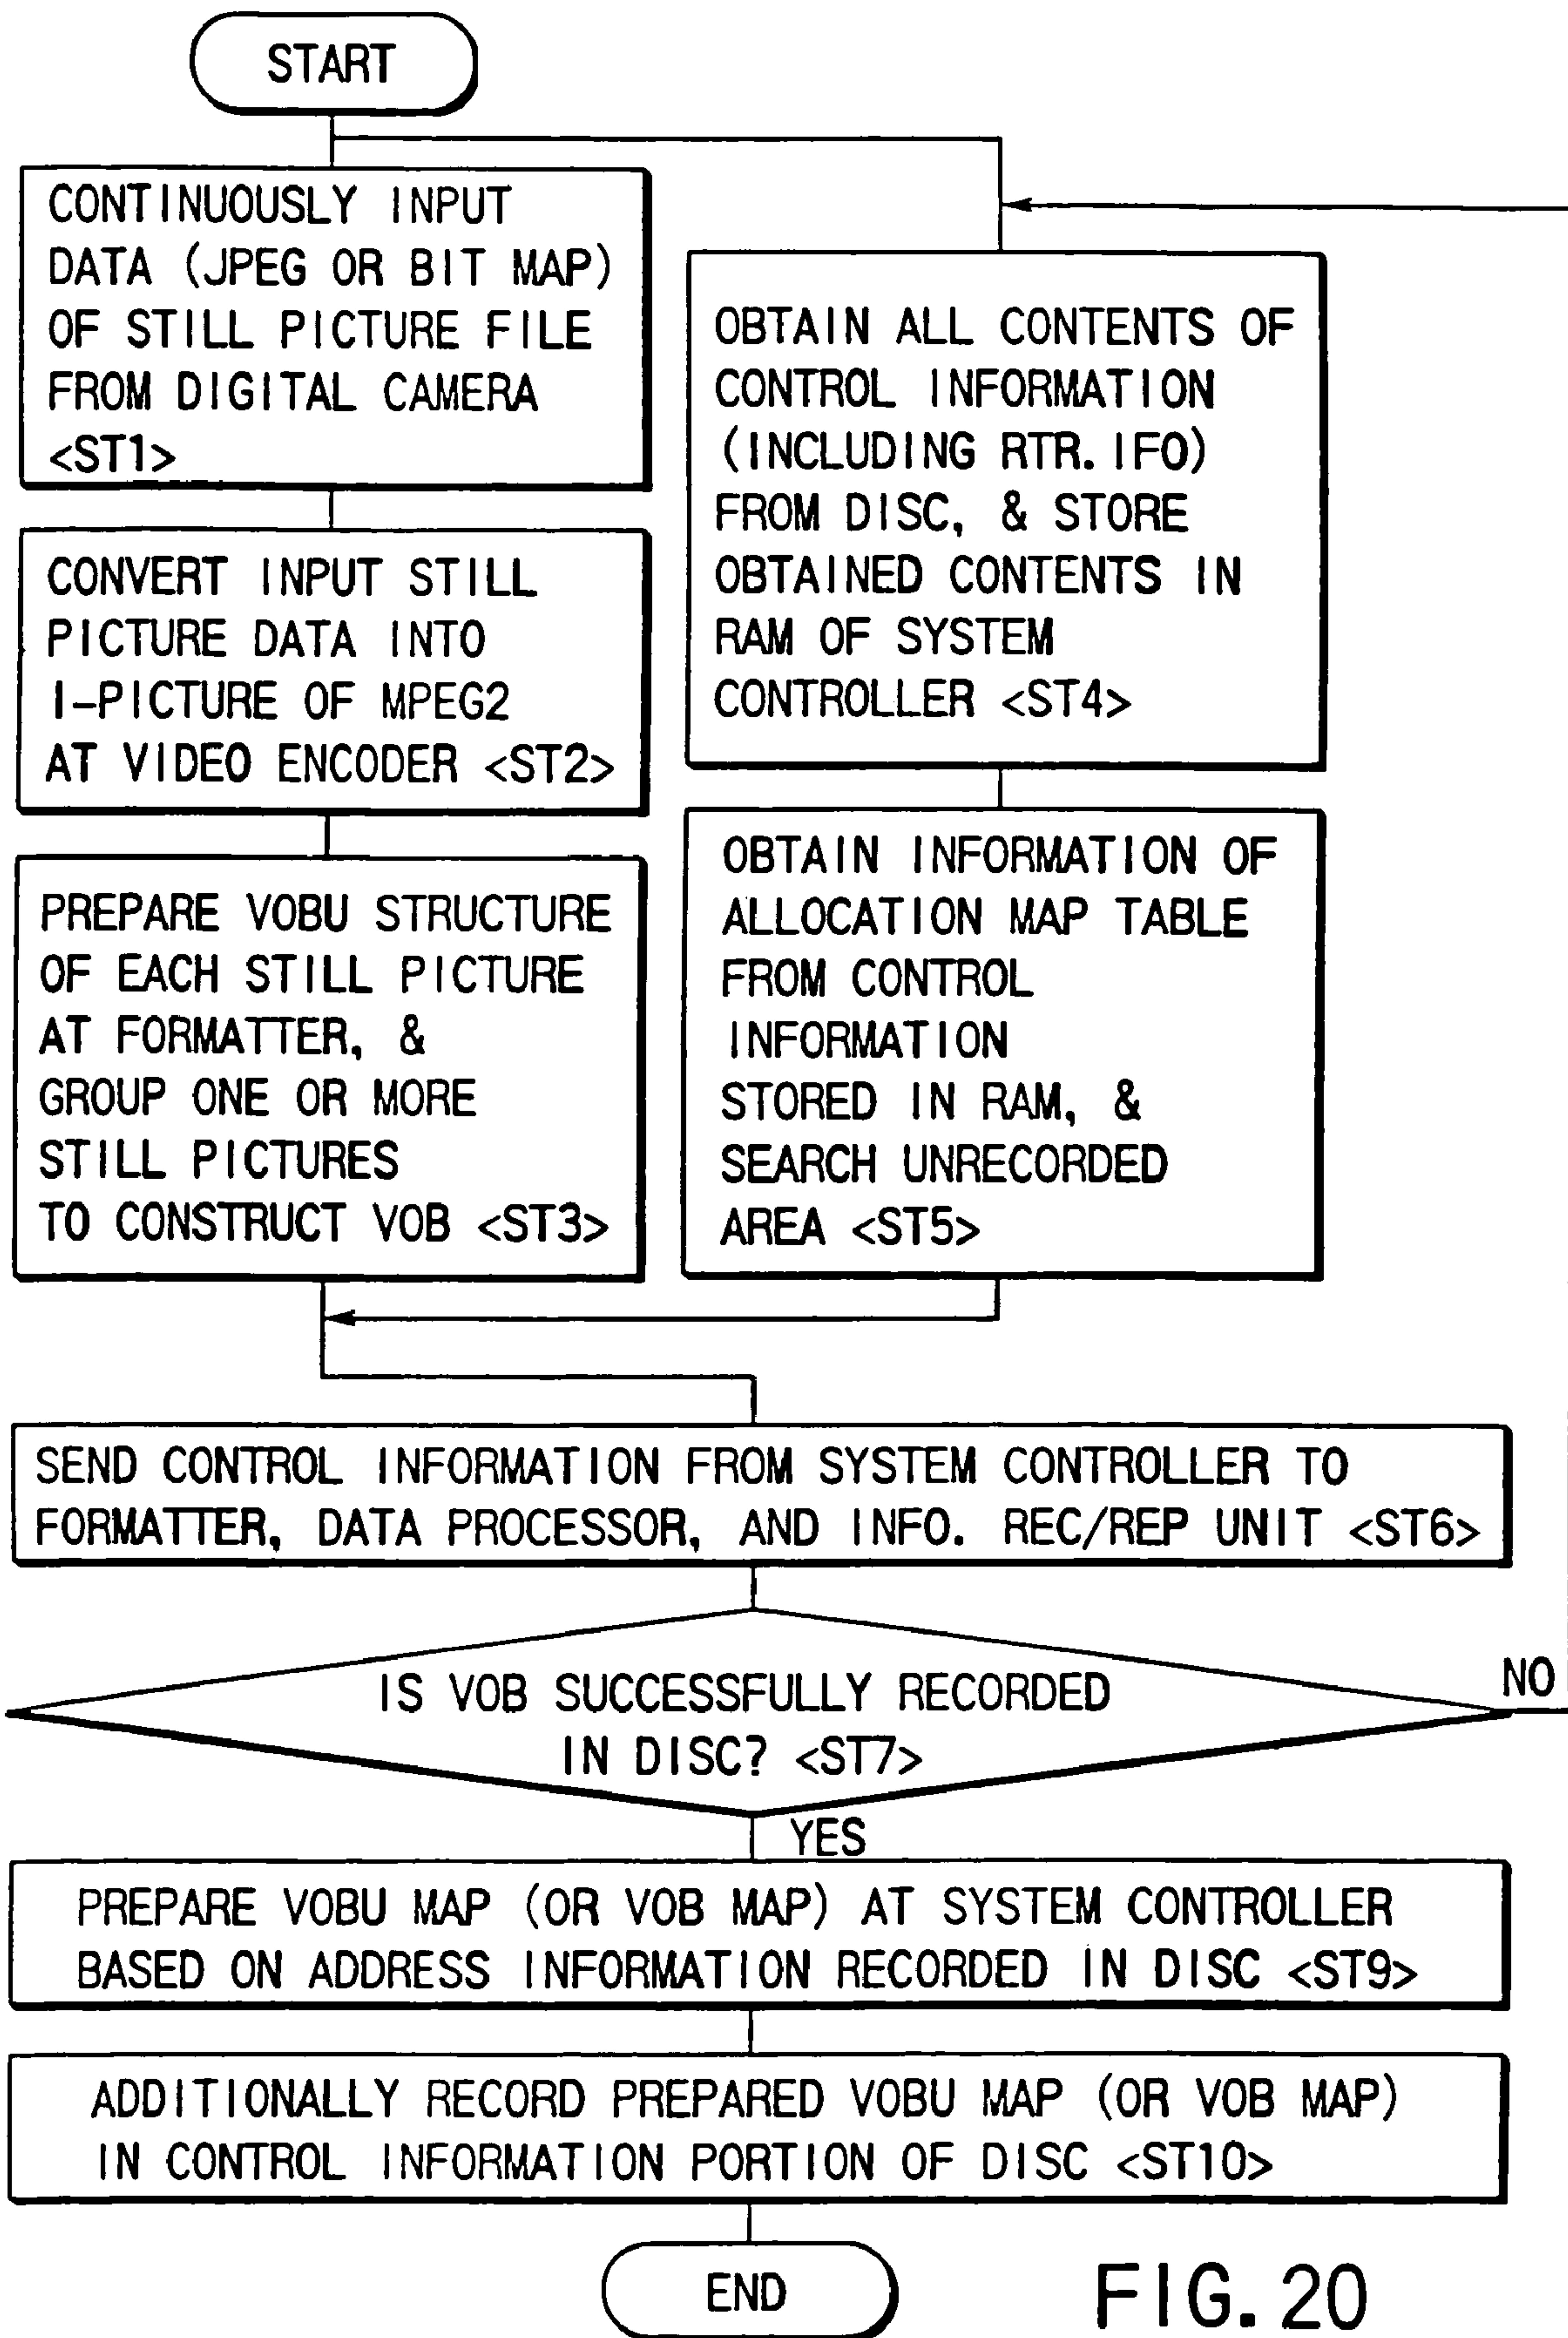 START
CONTINUOUSLY INPUT
DATA (JPEG OR BIT MAP)
OF STILL PICTURE FILE
FROM DIGITAL CAMERA
<ST1>
CONVERT INPUT STILL
PICTURE DATA INTO
I-PICTURE OF MPEG2
AT VIDEO ENCODER <ST2>
PREPARE VOBU STRUCTURE
OF EACH STILL PICTURE
AT FORMATTER, &
GROUP ONE OR MORE
STILL PICTURES
TO CONSTRUCT VOB <ST3>
OBTAIN ALL CONTENTS OF
CONTROL INFORMATION
(INCLUDING RTR. IFO)
FROM DISC, & STORE
OBTAINED CONTENTS IN
RAM OF SYSTEM
CONTROLLER <ST4>
OBTAIN INFORMATION OF
ALLOCATION MAP TABLE
FROM CONTROL
INFORMATION
STORED IN RAM, &
SEARCH UNRECORDED
AREA <ST5>
SEND CONTROL INFORMATION FROM SYSTEM CONTROLLER TO
FORMATTER, DATA PROCESSOR, AND INFO. REC/REP UNIT <ST6>
IS VOB SUCCESSFULLY RECORDED
IN DISC? <ST7>
NO
YES
PREPARE VOBU MAP (OR VOB MAP) AT SYSTEM CONTROLLER
BASED ON ADDRESS INFORMATION RECORDED IN DISC <ST9>
ADDITIONALLY RECORD PREPARED VOBU MAP (OR VOB MAP)
IN CONTROL INFORMATION PORTION OF DISC <ST10>
END
FIG. 20